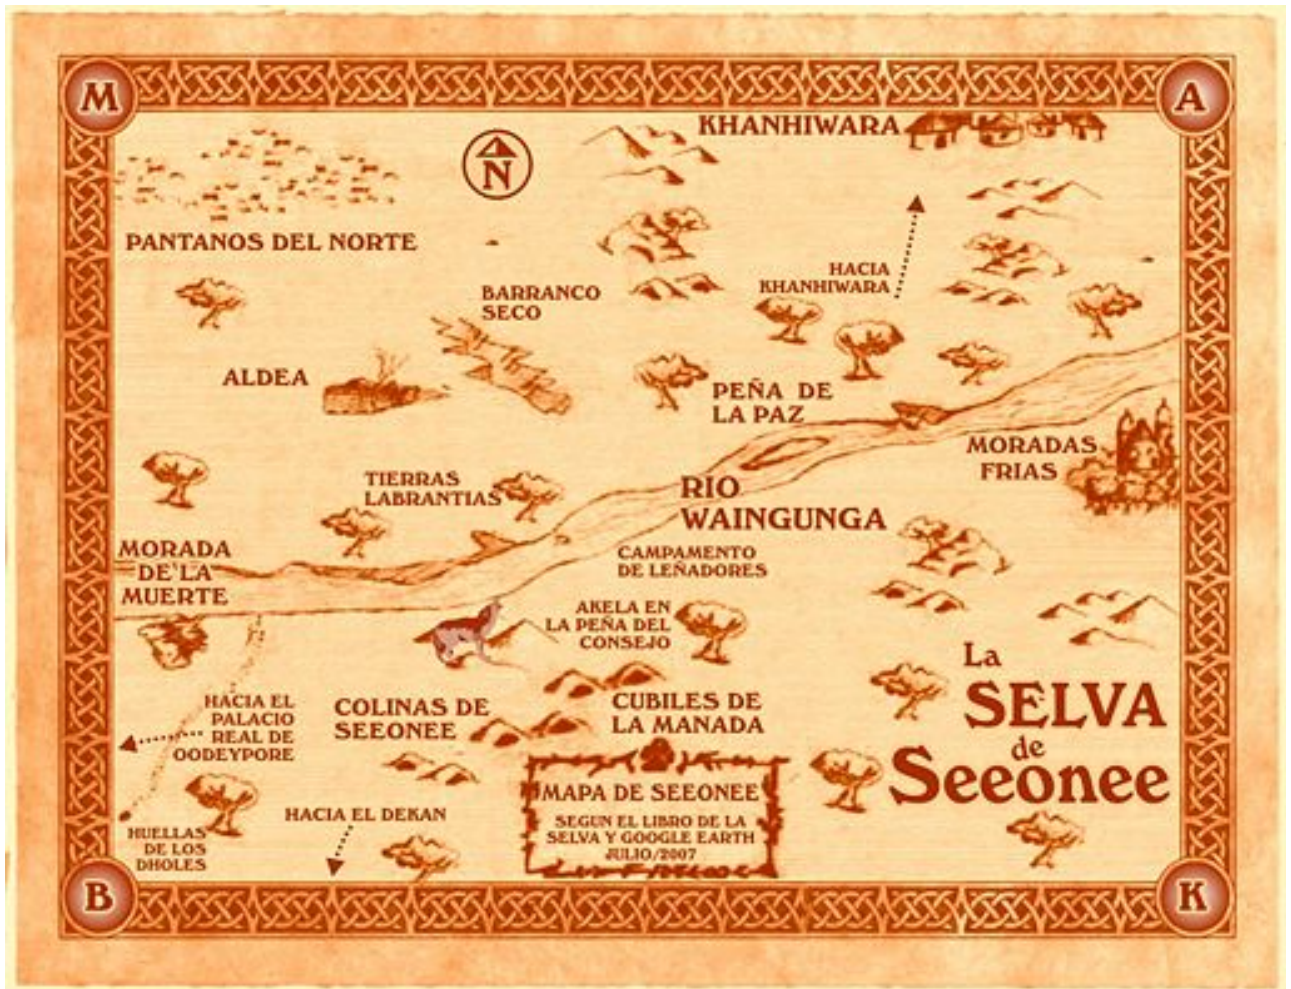 M
A
KHANHIWARA
N
PANTANOS DEL NORTE
HACIA
KHANHIWARA
BARRANCO
SECO
ALDEA
PEÑA DE
LA PAZ
MORADAS
FRIAS
TIERRAS
LABRANTIAS
RIO
WAINGUNGA
MORADA
DE LA
MUERTE
CAMPAMENTO
DE LEÑADORES
AKELA EN
LA PEÑA DEL
CONSEJO
La
SELVA
de
Seeonee
HACIA EL
PALACIO
REAL DE
OODEYPORE
COLINAS DE
SEEONEE
CUBILES DE
LA MANADA
MAPA DE SEEONEE
SEGUN EL LIBRO DE LA
SELVA Y GOOGLE EARTH
JULIO/2007
HACIA EL DEKAN
HUELLAS
DE LOS
DHOLES
B
K